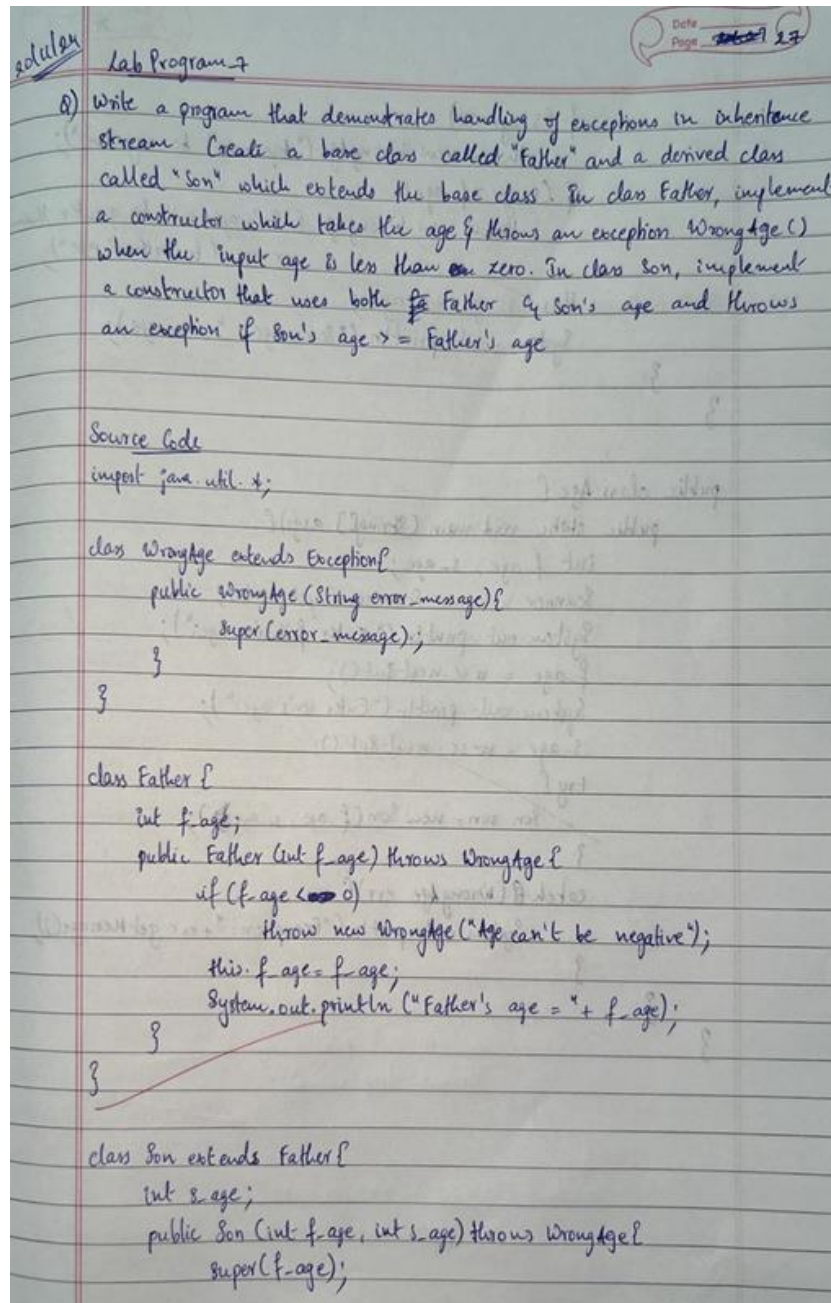 Date
Page 27
Lab Program-7
Q) Write a program that demonstrates handling of exceptions in inheritance
stream. Create a base class called "Father" and a derived class
called "Son" which extends the base class. In class Father, implement
a constructor which takes the age & throws an exception WrongAge()
when the input age is less than zero. In class Son, implement
a constructor that uses both Father & Son's age and throws
an exception if Son's age >= Father's age
Source Code
import java.util.*;
class WrongAge extends Exception{
public WrongAge (String error_message){
super (error_message);
}
}
class Father {
int f_age;
public Father (int f_age) throws WrongAge {
if (f_age < 0)
throw new WrongAge ("Age can't be negative");
this.f_age = f_age;
System.out.println ("Father's age = " + f_age);
}
}
class Son extends Father{
int s_age;
public Son (int f_age, int s_age) throws WrongAge{
super(f_age);